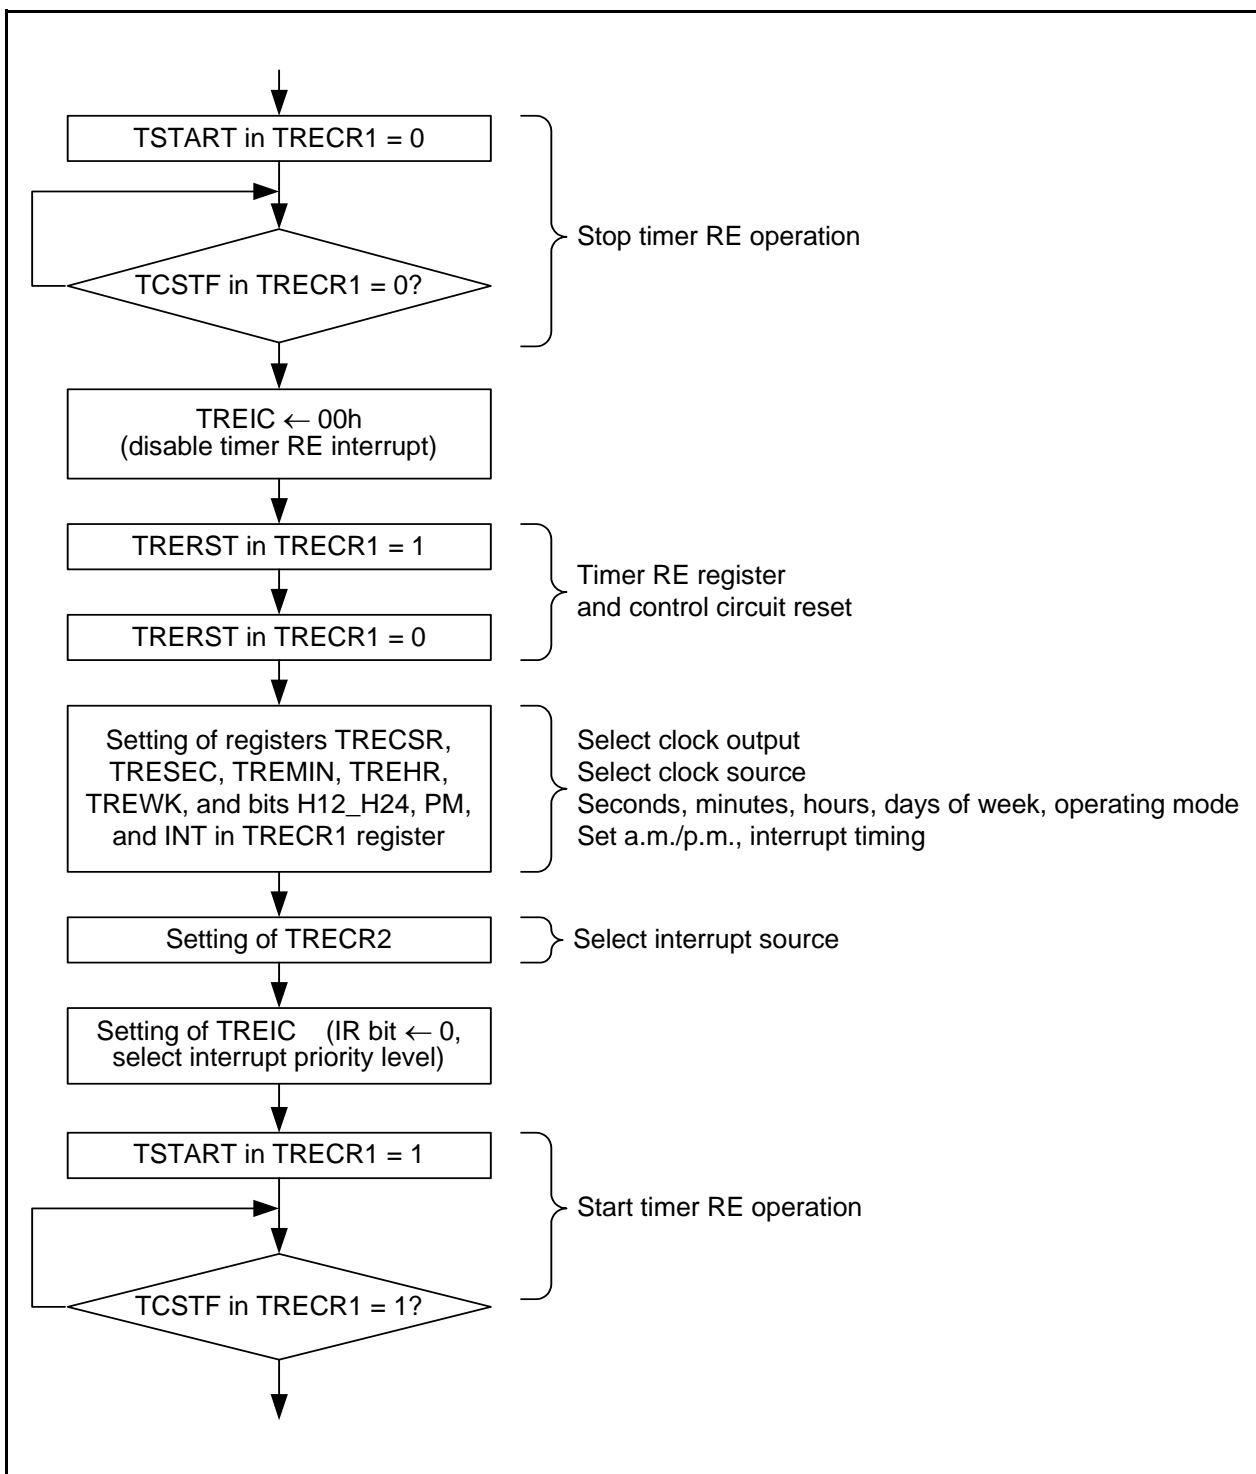 TSTART in TRECR1 = 0
Stop timer RE operation
TCSTF in TRECR1 = 0?
TREIC ← 00h
(disable timer RE interrupt)
TRERST in TRECR1 = 1
Timer RE register
and control circuit reset
TRERST in TRECR1 = 0
Setting of registers TRECSR,
TRESEC, TREMIN, TREHR,
TREWK, and bits H12_H24, PM,
and INT in TRECR1 register
Select clock output
Select clock source
Seconds, minutes, hours, days of week, operating mode
Set a.m./p.m., interrupt timing
Setting of TRECR2
Select interrupt source
Setting of TREIC (IR bit ← 0,
select interrupt priority level)
TSTART in TRECR1 = 1
Start timer RE operation
TCSTF in TRECR1 = 1?